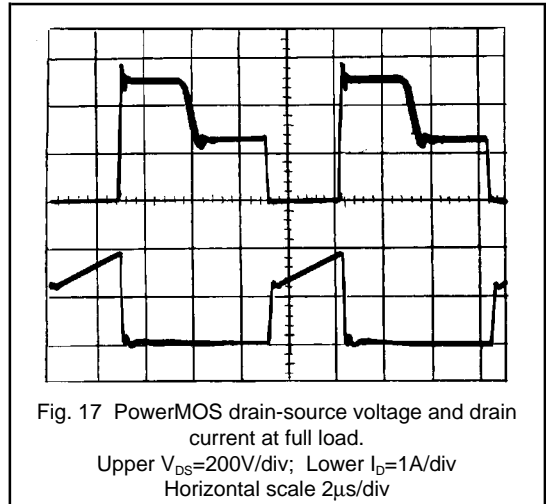 Fig. 17 PowerMOS drain-source voltage and drain
current at full load.
Upper V_DS=200V/div; Lower I_D=1A/div
Horizontal scale 2µs/div